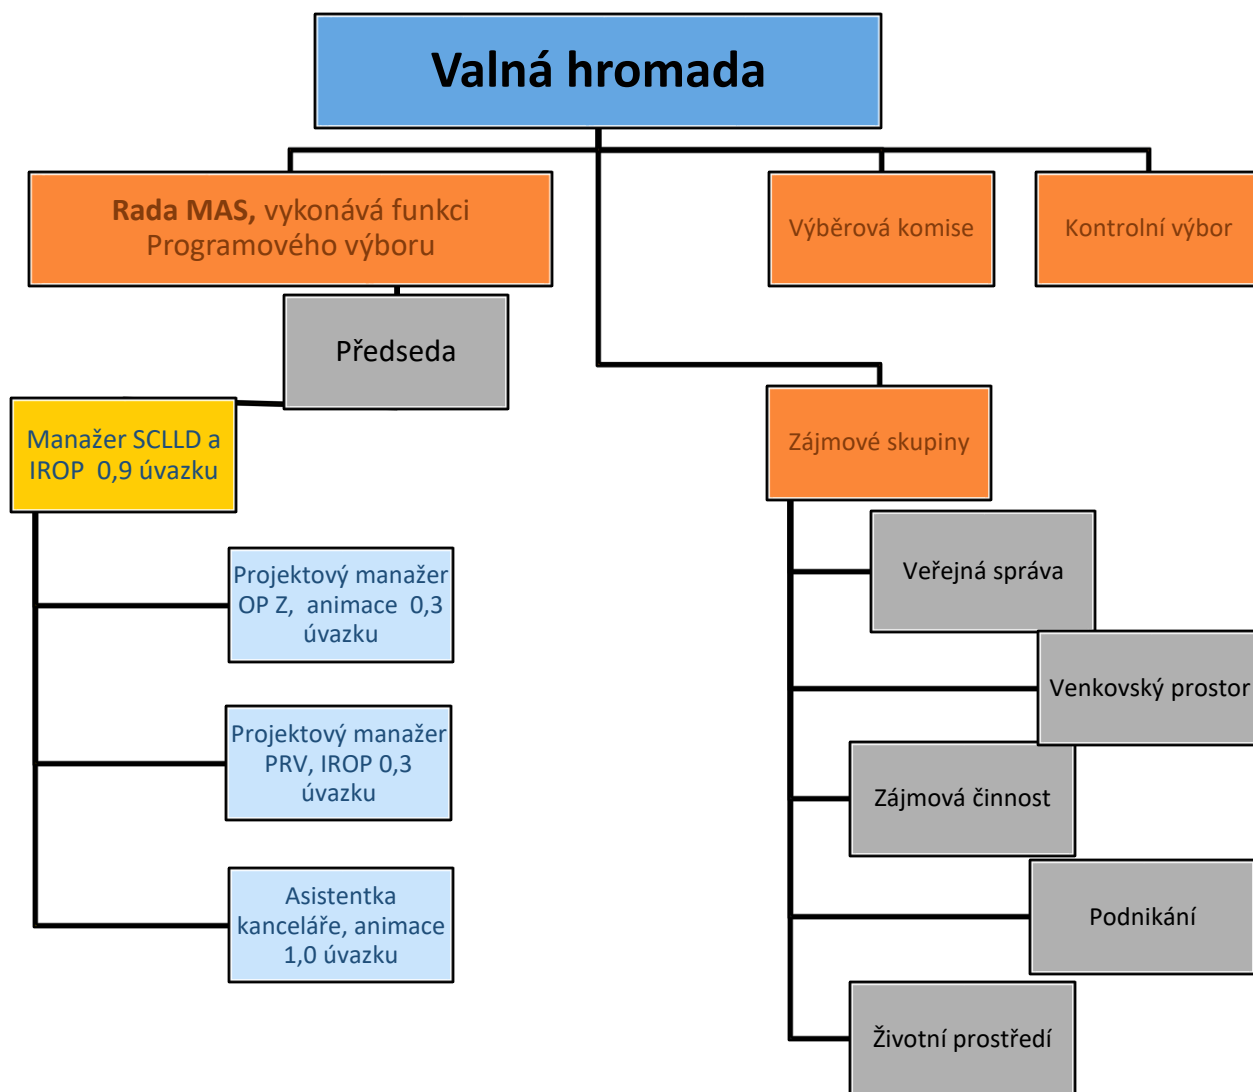 Valná hromada
Rada MAS, vykonává funkci
Programového výboru
Výběrová komise
Kontrolní výbor
Předseda
Manažer SCLLD a
IROP 0,9 úvazku
Projektový manažer
OP Z, animace 0,3
úvazku
Projektový manažer
PRV, IROP 0,3
úvazku
Asistentka
kanceláře, animace
1,0 úvazku
Zájmové skupiny
Veřejná správa
Venkovský prostor
Zájmová činnost
Podnikání
Životní prostředí